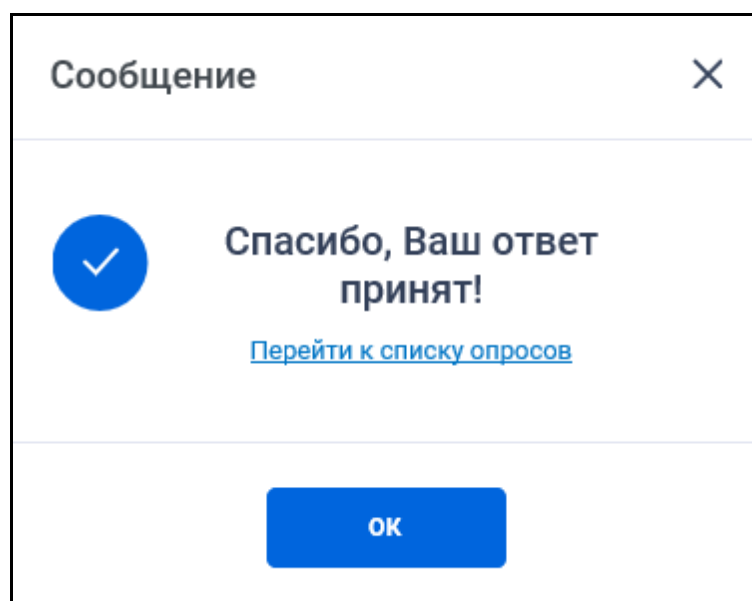 Сообщение
Спасибо, Ваш ответ
принят!
Перейти к списку опросов
ОК